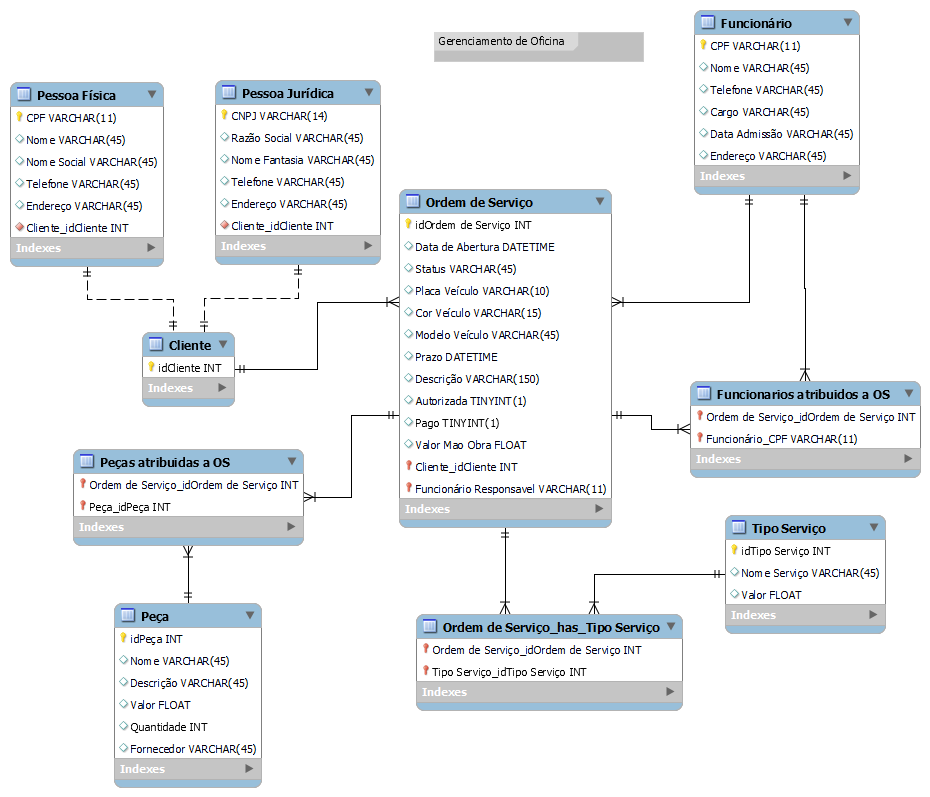 Gerenciamento de Oficina
Funcionário
CPF VARCHAR(11)
Nome VARCHAR(45)
Telefone VARCHAR(45)
Cargo VARCHAR(45)
Data Admissão VARCHAR(45)
Endereço VARCHAR(45)
Indexes
Pessoa Física
CPF VARCHAR(11)
Nome VARCHAR(45)
Nome Social VARCHAR(45)
Telefone VARCHAR(45)
Endereço VARCHAR(45)
Cliente_idCliente INT
Indexes
Pessoa Jurídica
CNPJ VARCHAR(14)
Razão Social VARCHAR(45)
Nome Fantasia VARCHAR(45)
Telefone VARCHAR(45)
Endereço VARCHAR(45)
Cliente_idCliente INT
Indexes
Ordem de Serviço
idOrdem de Serviço INT
Data de Abertura DATETIME
Status VARCHAR(45)
Placa Veículo VARCHAR(10)
Cor Veículo VARCHAR(15)
Modelo Veículo VARCHAR(45)
Prazo DATETIME
Descrição VARCHAR(150)
Autorizada TINYINT(1)
Pago TINYINT(1)
Valor Mao Obra FLOAT
Cliente_idCliente INT
Funcionário Responsavel VARCHAR(11)
Indexes
Cliente
idCliente INT
Indexes
Funcionarios atribuidos a OS
Ordem de Serviço_idOrdem de Serviço INT
Funcionário_CPF VARCHAR(11)
Indexes
Peças atribuidas a OS
Ordem de Serviço_idOrdem de Serviço INT
Peça_idPeça INT
Indexes
Tipo Serviço
idTipo Serviço INT
Nome Serviço VARCHAR(45)
Valor FLOAT
Indexes
Peça
idPeça INT
Nome VARCHAR(45)
Descrição VARCHAR(45)
Valor FLOAT
Quantidade INT
Fornecedor VARCHAR(45)
Indexes
Ordem de Serviço_has_Tipo Serviço
Ordem de Serviço_idOrdem de Serviço INT
Tipo Serviço_idTipo Serviço INT
Indexes